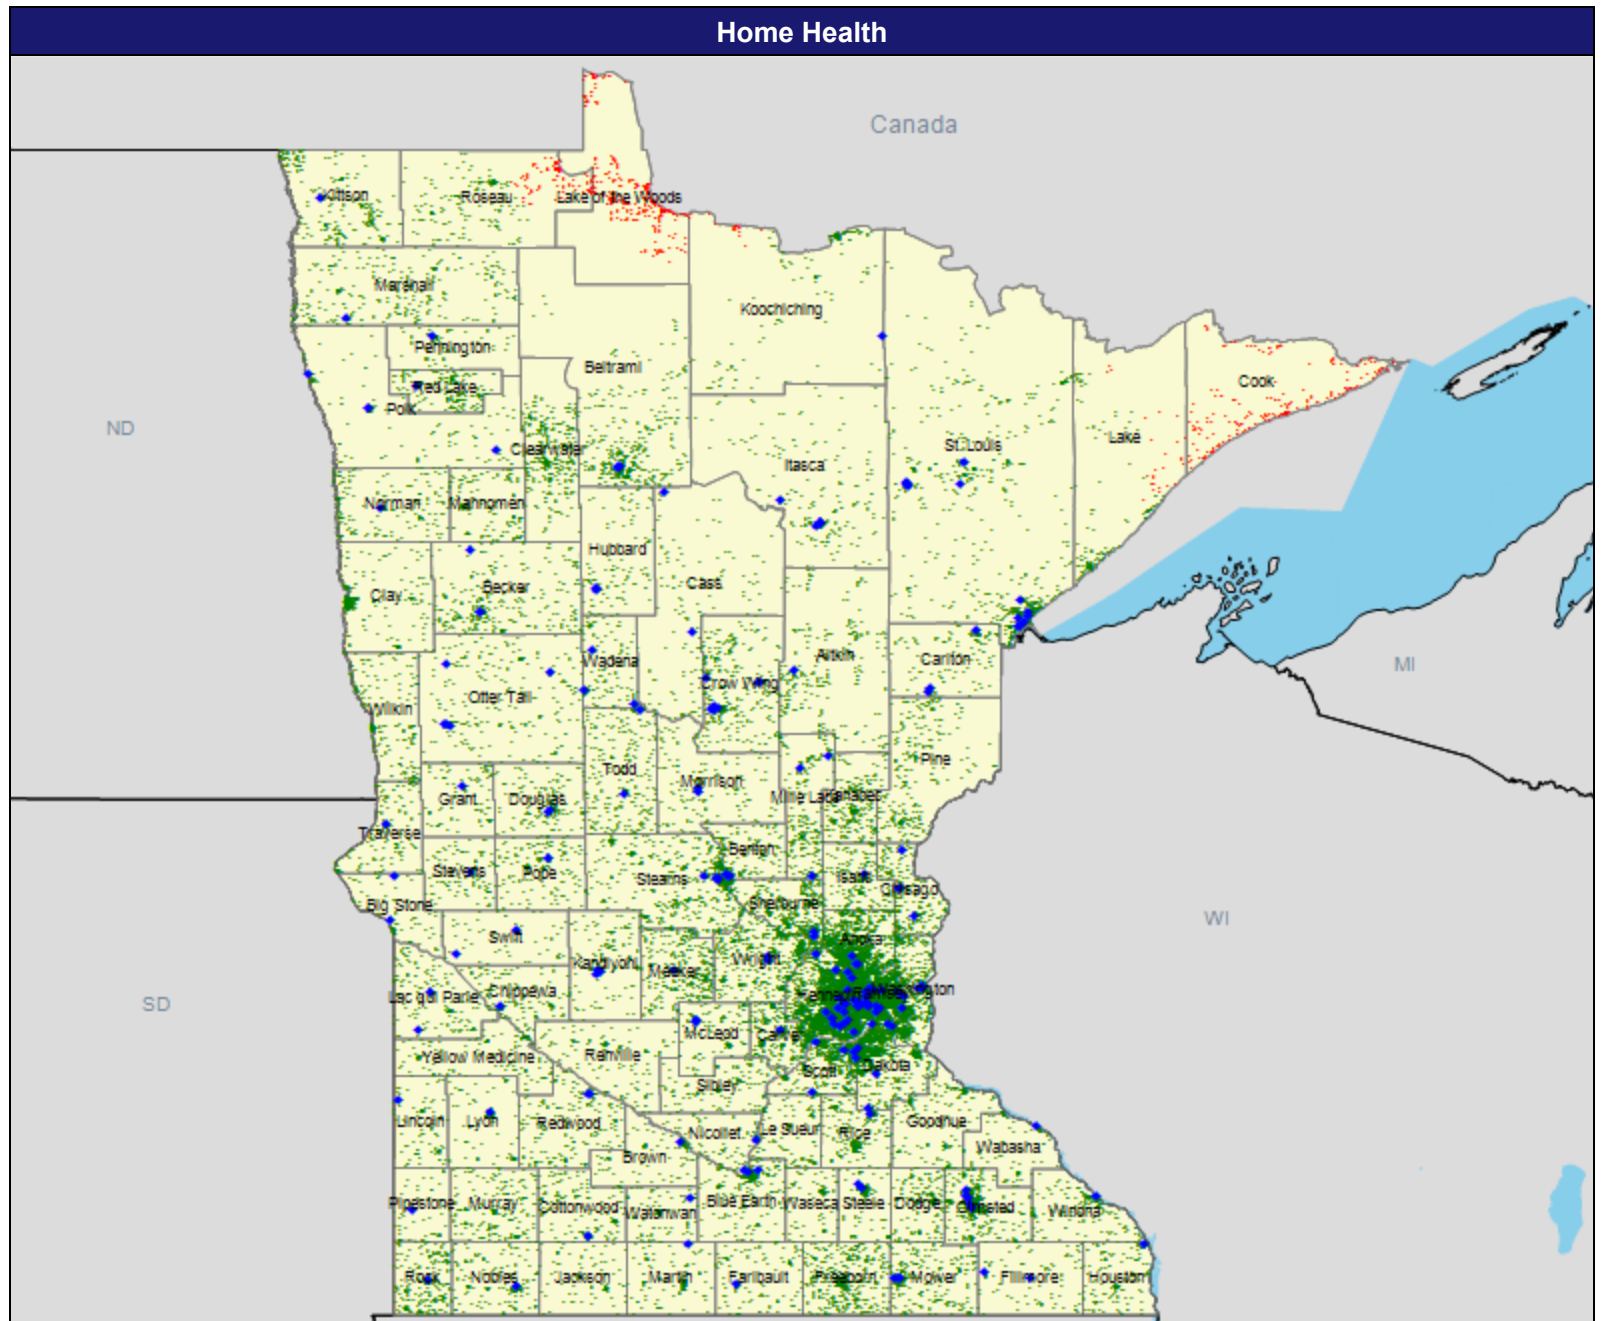 Home Health
Canada
Kittson
Roseau
Lake of the Woods
Marshall
Koochiching
Pennington
Beltrami
Red Lake
Cook
Polk
ND
Lake
St. Louis
Clearwater
Itasca
Norman
Mahnomen
Hubbard
Cass
Becker
Clay
Aitkin
Carlton
Wadena
MI
Crow Wing
Otter Tail
Wilkin
Pine
Todd
Morrison
Grant
Douglas
Mille Lacs
Kanabec
Traverse
Benton
Stevens
Pope
Stearns
Isanti
Chisago
Big Stone
Sherburne
WI
Swift
Anoka
Wright
Kandiyohi
Meeker
Lac qui Parle
Chippewa
Hennepin
Ramsey
Washington
SD
McLeod
Carver
Yellow Medicine
Renville
Scott
Dakota
Sibley
Lincoln
Lyon
Redwood
Nicollet
Le Sueur
Rice
Goodhue
Wabasha
Brown
Pipestone
Murray
Cottonwood
Watonwan
Blue Earth
Waseca
Steele
Dodge
Olmsted
Winona
Rock
Nobles
Jackson
Martin
Faribault
Freeborn
Mower
Fillmore
Houston